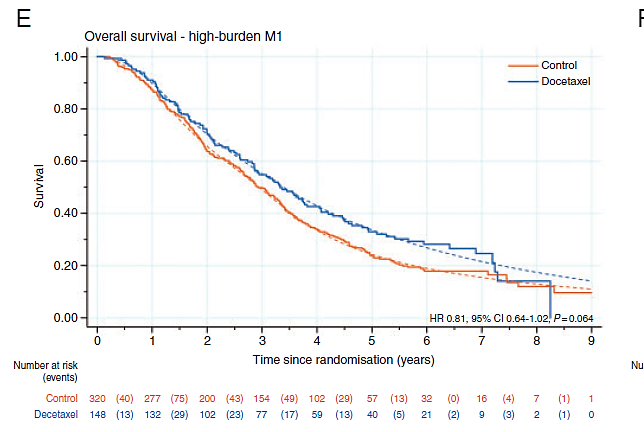 E
F
Overall survival - high-burden M1
Control
Docetaxel
1.00
0.80
0.60
0.40
0.20
0.00
Survival
HR 0.81, 95% CI 0.64-1.02, P=0.064
0 1 2 3 4 5 6 7 8 9
Time since randomisation (years)
Number at risk
(events)
Nu
Control 320 (40) 277 (75) 200 (43) 154 (49) 102 (29) 57 (13) 32 (0) 16 (4) 7 (1) 1
Docetaxel 148 (13) 132 (29) 102 (23) 77 (17) 59 (13) 40 (5) 21 (2) 9 (3) 2 (1) 0